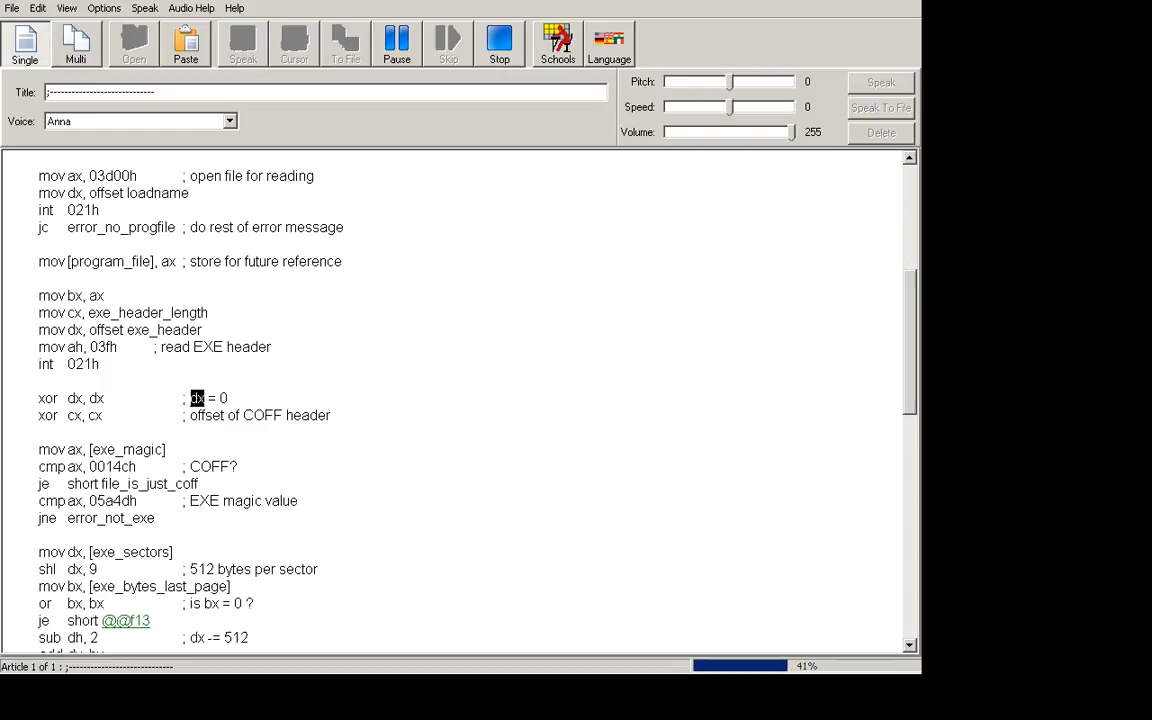 File Edit View Options Speak Audio Help Help
Single Multi Open Paste Speak Cursor To File Pause Skip Stop Schools Language
Title: ;----------------------------
Voice: Anna
Pitch: 0 Speak
Speed: 0 Speak To File
Volume: 255 Delete
mov ax, 03d00h ; open file for reading
mov dx, offset loadname
int 021h
jc error_no_progfile ; do rest of error message
mov [program_file], ax ; store for future reference
mov bx, ax
mov cx, exe_header_length
mov dx, offset exe_header
mov ah, 03fh ; read EXE header
int 021h
xor dx, dx ; dx = 0
xor cx, cx ; offset of COFF header
mov ax, [exe_magic]
cmp ax, 0014ch ; COFF?
je short file_is_just_coff
cmp ax, 05a4dh ; EXE magic value
jne error_not_exe
mov dx, [exe_sectors]
shl dx, 9 ; 512 bytes per sector
mov bx, [exe_bytes_last_page]
or bx, bx ; is bx = 0 ?
je short @@f13
sub dh, 2 ; dx -= 512
Article 1 of 1 : ;---------------------------- 41%